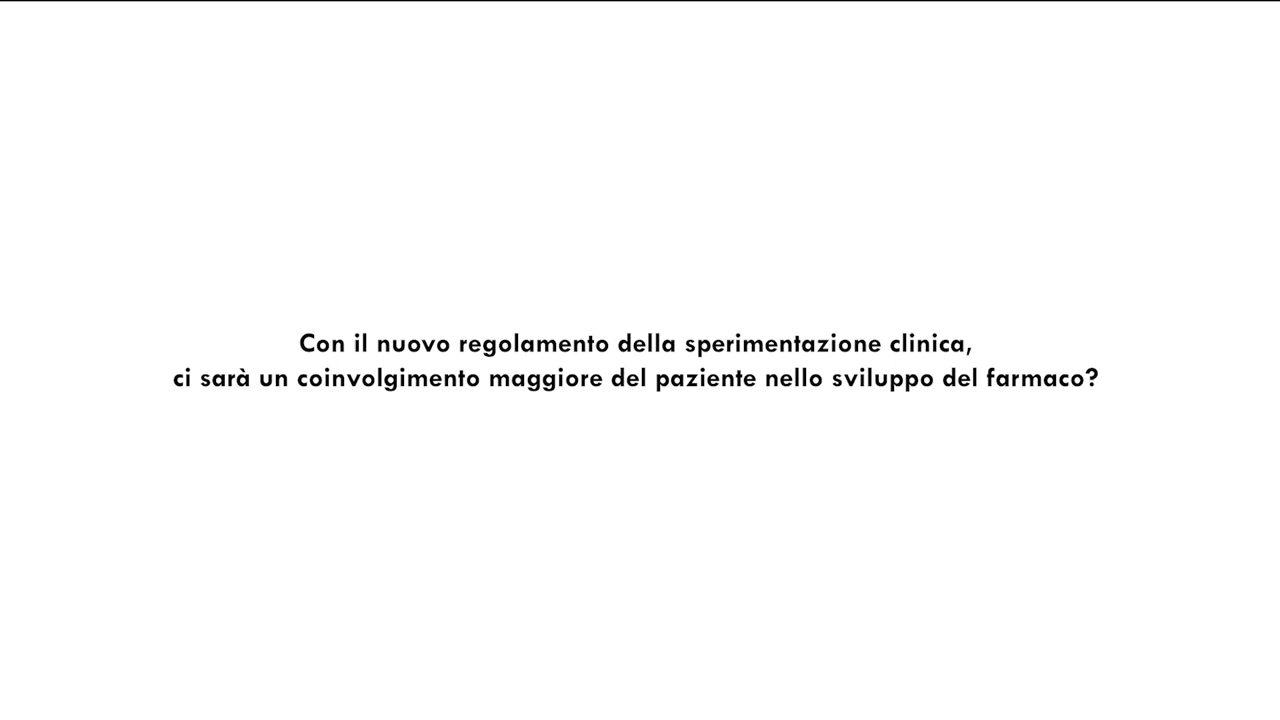 Con il nuovo regolamento della sperimentazione clinica,
ci sarà un coinvolgimento maggiore del paziente nello sviluppo del farmaco?